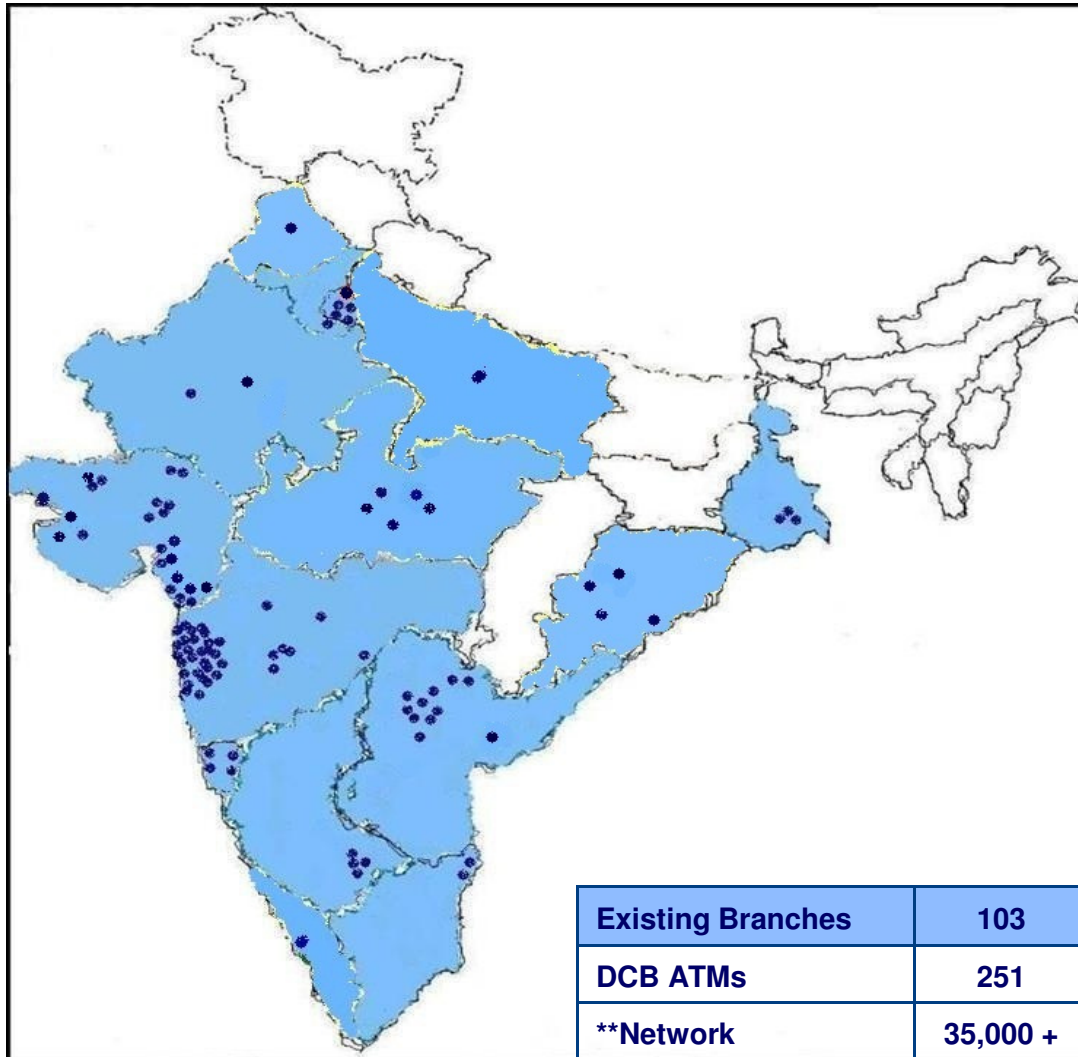 Existing Branches 103
DCB ATMs 251
**Network 35,000 +